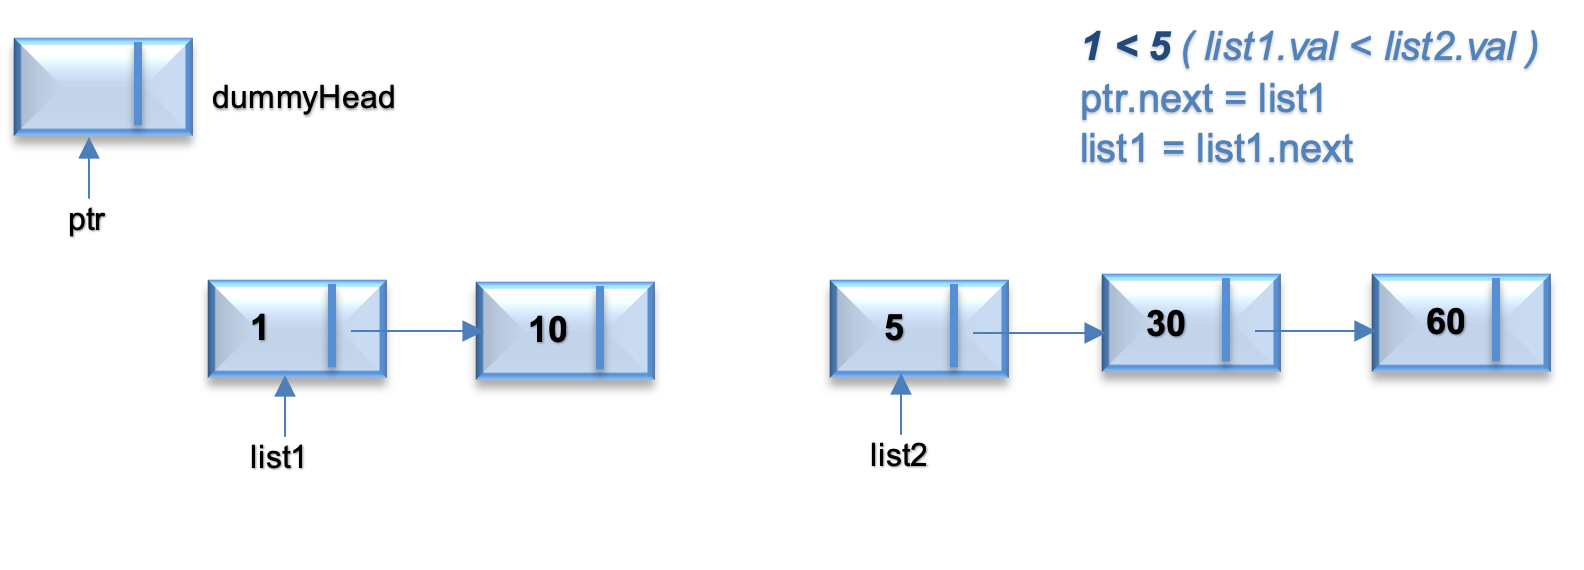 1 < 5 ( list1.val < list2.val )
ptr.next = list1
list1 = list1.next
dummyHead
ptr
1
10
5
30
60
list1
list2